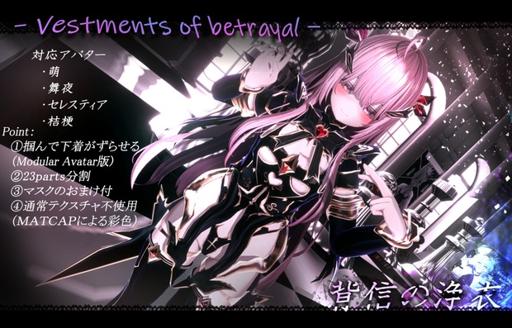 - Vestments of betrayal -
対応アバター
・萌
・舞夜
・セレスティア
・桔梗
Point:
①掴んで下着がずらせる
(Modular Avatar版)
②23parts分割
③マスクのおまけ付
④通常テクスチャ不使用
(MATCAPによる彩色)
背信の浄衣